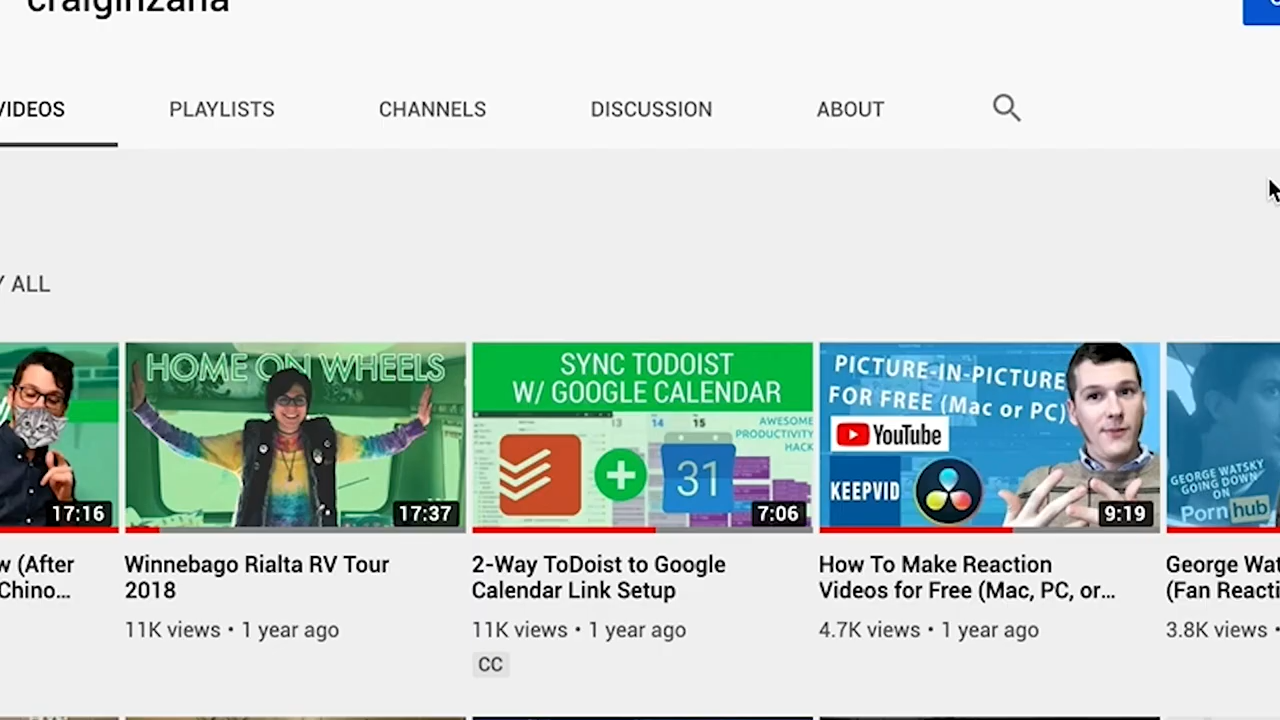 craiginzana
VIDEOS
PLAYLISTS
CHANNELS
DISCUSSION
ABOUT
Y ALL
17:16
HOME ON WHEELS
17:37
SYNC TODOIST
W/ GOOGLE CALENDAR
13
14
15
AWESOME
PRODUCTIVITY
HACK
31
7:06
PICTURE-IN-PICTURE
FOR FREE (Mac or PC)
YouTube
KEEPVID
9:19
GEORGE WATSKY
GOING DOWN
ON
Porn hub
w (After
Chino...
Winnebago Rialta RV Tour
2018
11K views • 1 year ago
2-Way ToDoist to Google
Calendar Link Setup
11K views • 1 year ago
CC
How To Make Reaction
Videos for Free (Mac, PC, or...
4.7K views • 1 year ago
George Wat
(Fan Reacti
3.8K views •